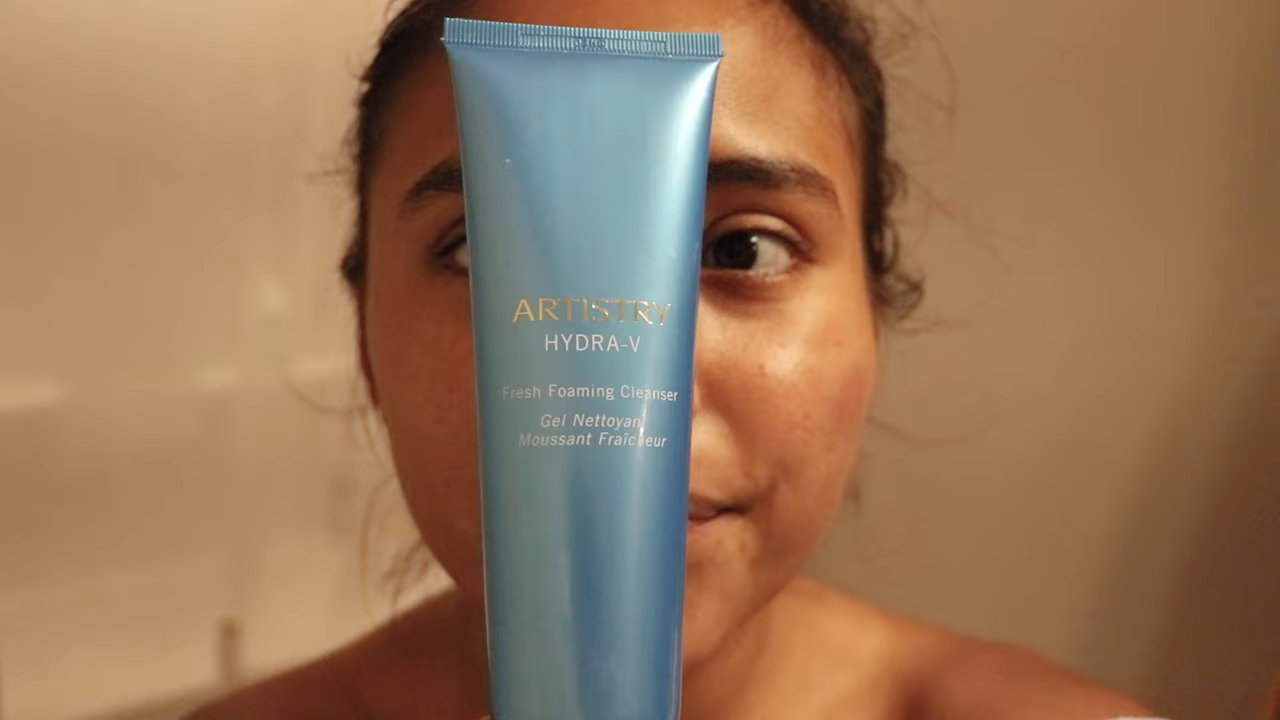 ARTISTRY
HYDRA-V
Fresh Foaming Cleanser
Gel Nettoyant
Moussant Fraîcheur